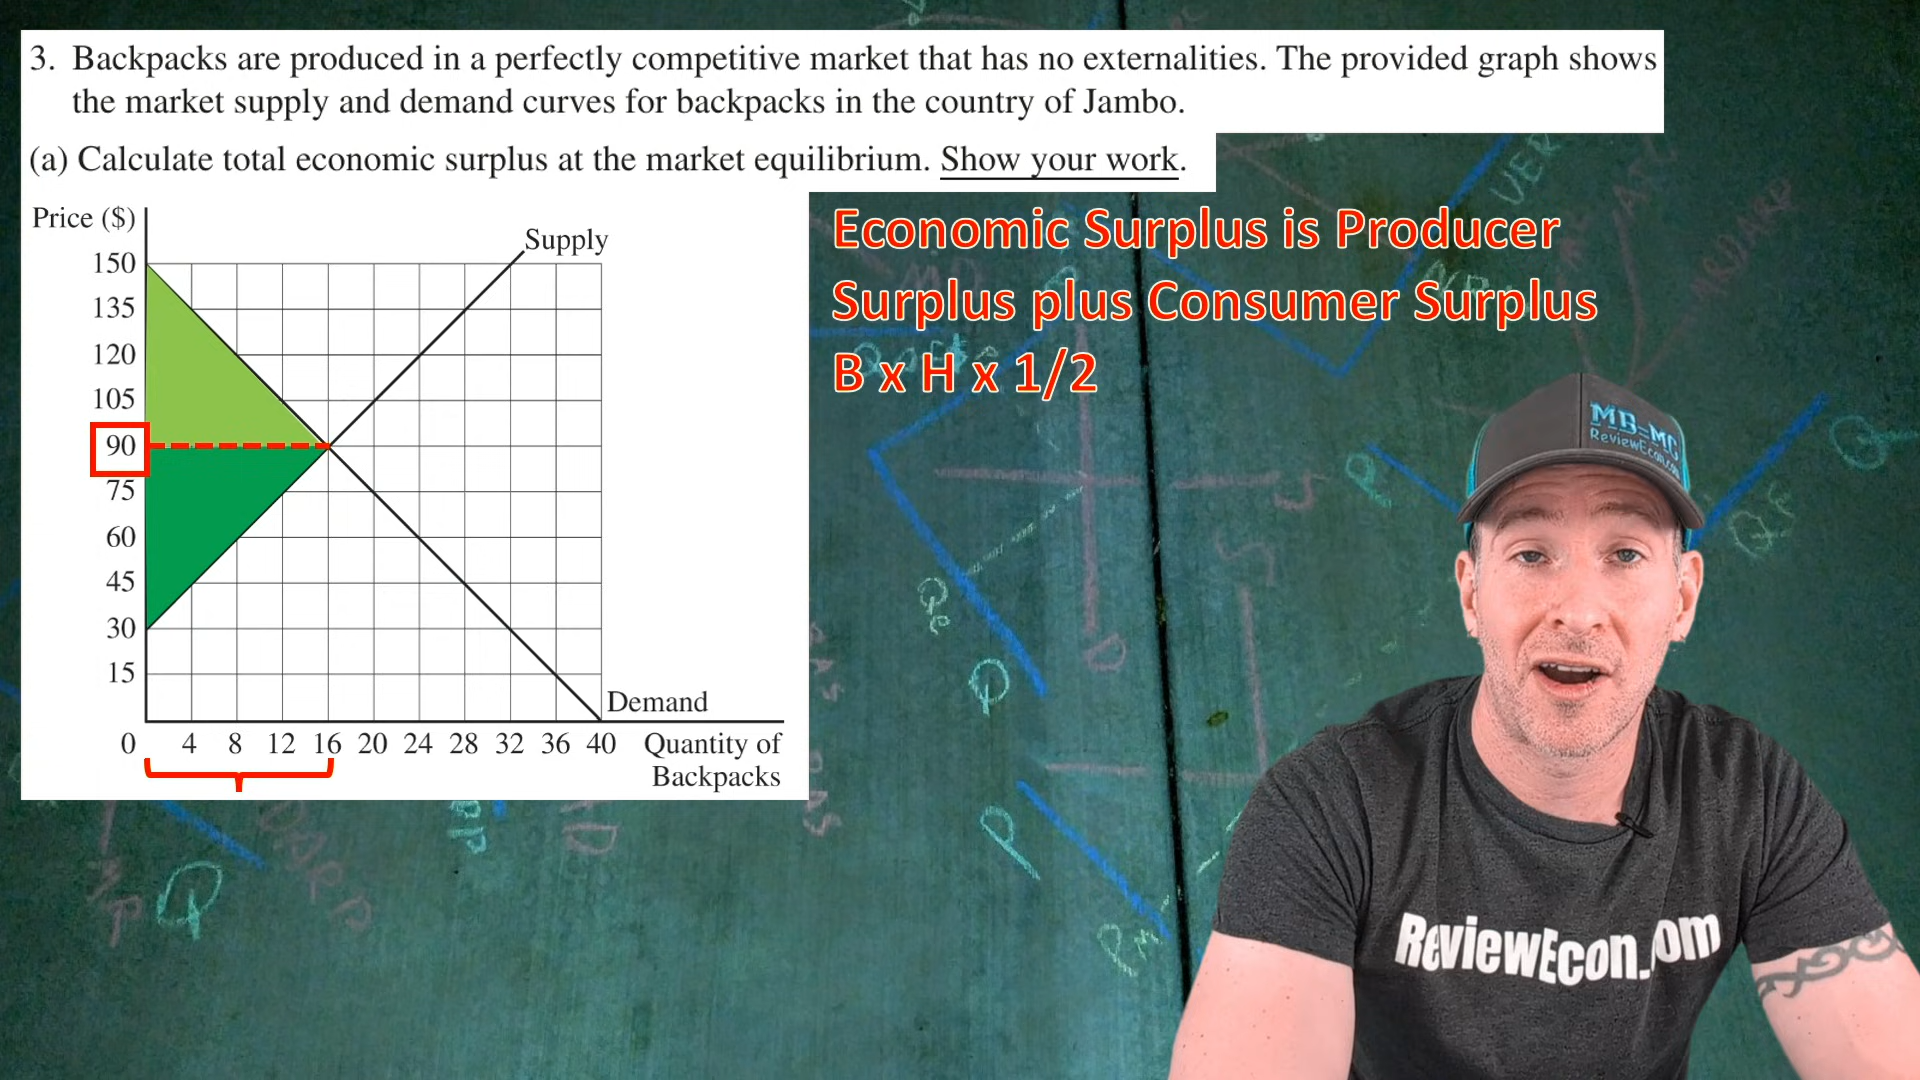 3. Backpacks are produced in a perfectly competitive market that has no externalities. The provided graph shows
the market supply and demand curves for backpacks in the country of Jambo.
(a) Calculate total economic surplus at the market equilibrium. Show your work.
Price ($)
Supply
150
135
120
105
90
75
60
45
30
15
Demand
0 4 8 12 16 20 24 28 32 36 40
Quantity of
Backpacks
Economic Surplus is Producer
Surplus plus Consumer Surplus
B x H x 1/2
MB=MC
ReviewEcon.com
P
Q
Q
P
Q
ReviewEcon.com